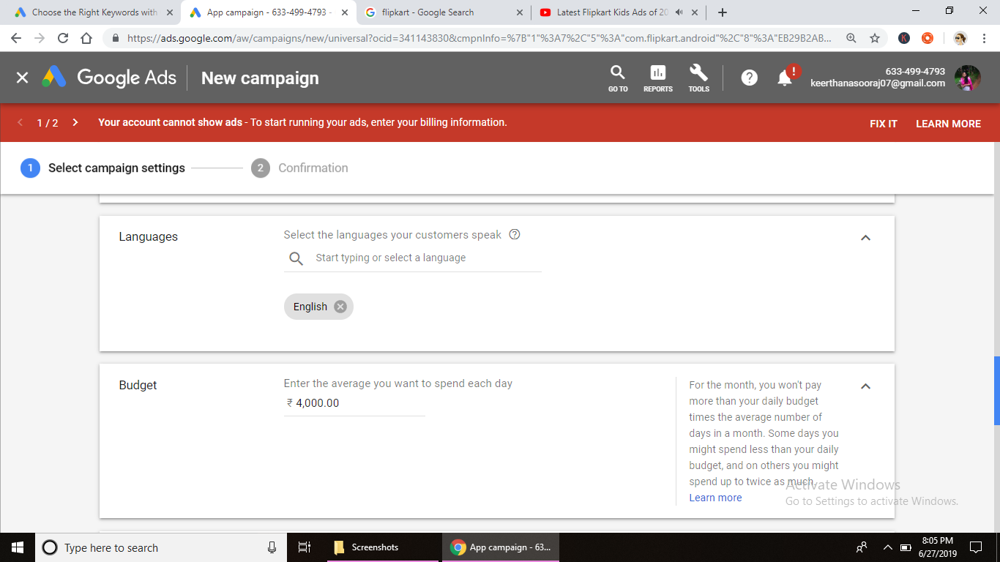 Choose the Right Keywords with
App campaign - 633-499-4793 -
flipkart - Google Search
Latest Flipkart Kids Ads of 20
https://ads.google.com/aw/campaigns/new/universal?ocid=341143830&cmpnInfo=%7B"1"%3A7%2C"5"%3A"com.flipkart.android"%2C"8"%3A"EB29B2AB...
K
Google Ads
New campaign
GO TO
REPORTS
TOOLS
?
!
633-499-4793
keerthanasooraj07@gmail.com
1 / 2
Your account cannot show ads - To start running your ads, enter your billing information.
FIX IT
LEARN MORE
1 Select campaign settings
2 Confirmation
Languages
Select the languages your customers speak ?
Start typing or select a language
English
Budget
Enter the average you want to spend each day
₹ 4,000.00
For the month, you won't pay
more than your daily budget
times the average number of
days in a month. Some days you
might spend less than your daily
budget, and on others you might
spend up to twice as much.
Learn more
Activate Windows
Go to Settings to activate Windows.
Type here to search
Screenshots
App campaign - 63...
8:05 PM
6/27/2019